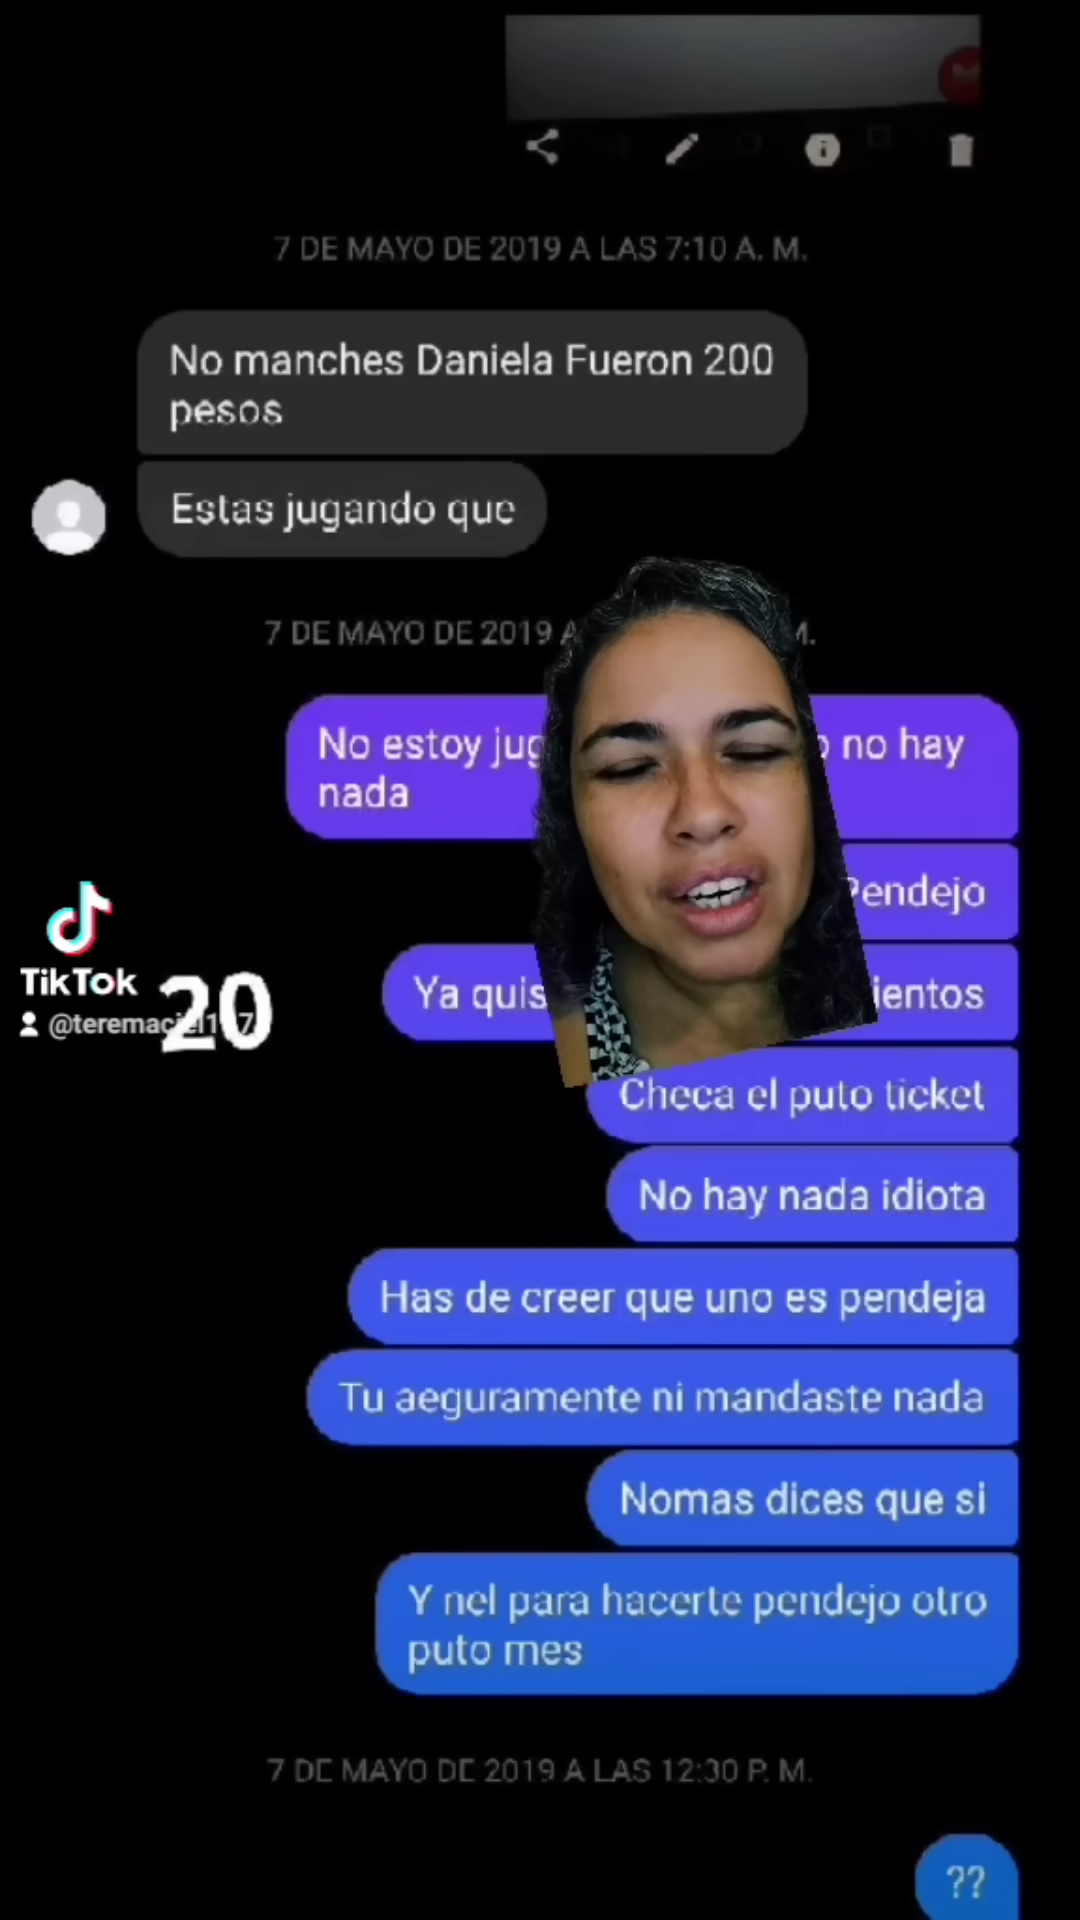 7 DE MAYO DE 2019 A LAS 7:10 A. M.
No manches Daniela Fueron 200
pesos
Estas jugando que
7 DE MAYO DE 2019 A M.
No estoy jug no hay
nada
Pendejo
Ya quis ientos
Checa el puto ticket
No hay nada idiota
Has de creer que uno es pendeja
Tu aeguramente ni mandaste nada
Nomas dices que si
Y nel para hacerte pendejo otro
puto mes
7 DE MAYO DE 2019 A LAS 12:30 P. M.
??
TikTok
20